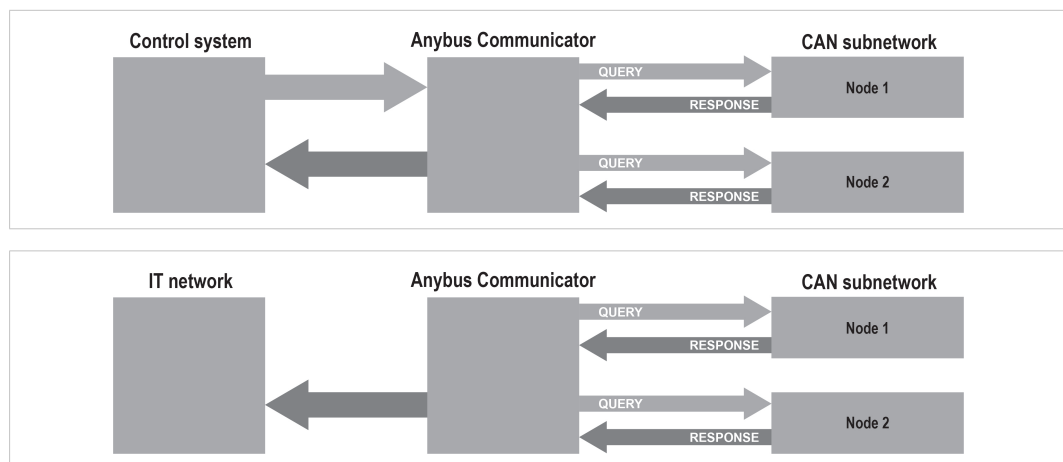 Control system
Anybus Communicator
CAN subnetwork
QUERY
Node 1
RESPONSE
QUERY
Node 2
RESPONSE
IT network
Anybus Communicator
CAN subnetwork
QUERY
Node 1
RESPONSE
QUERY
Node 2
RESPONSE